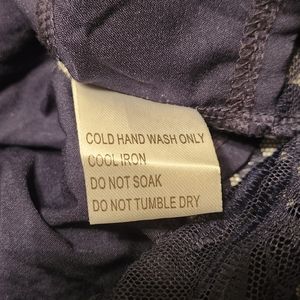 COLD HAND WASH ONLY
COOL IRON
DO NOT SOAK
DO NOT TUMBLE DRY